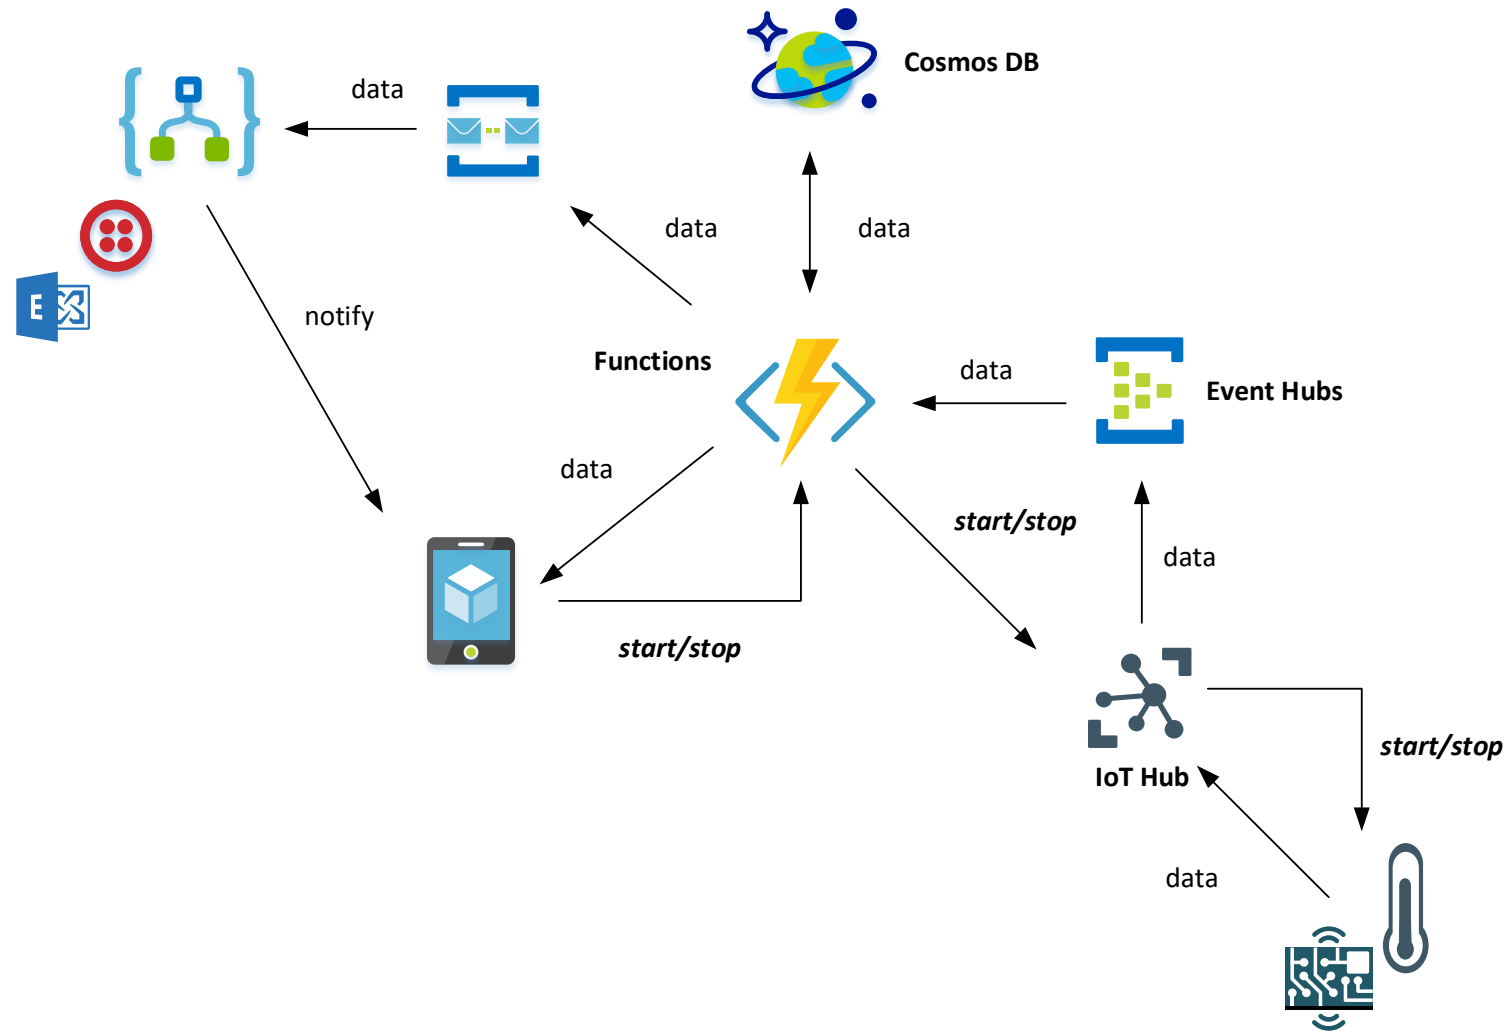 Cosmos DB
data
data
data
notify
Functions
data
Event Hubs
data
start/stop
data
start/stop
start/stop
IoT Hub
data
E